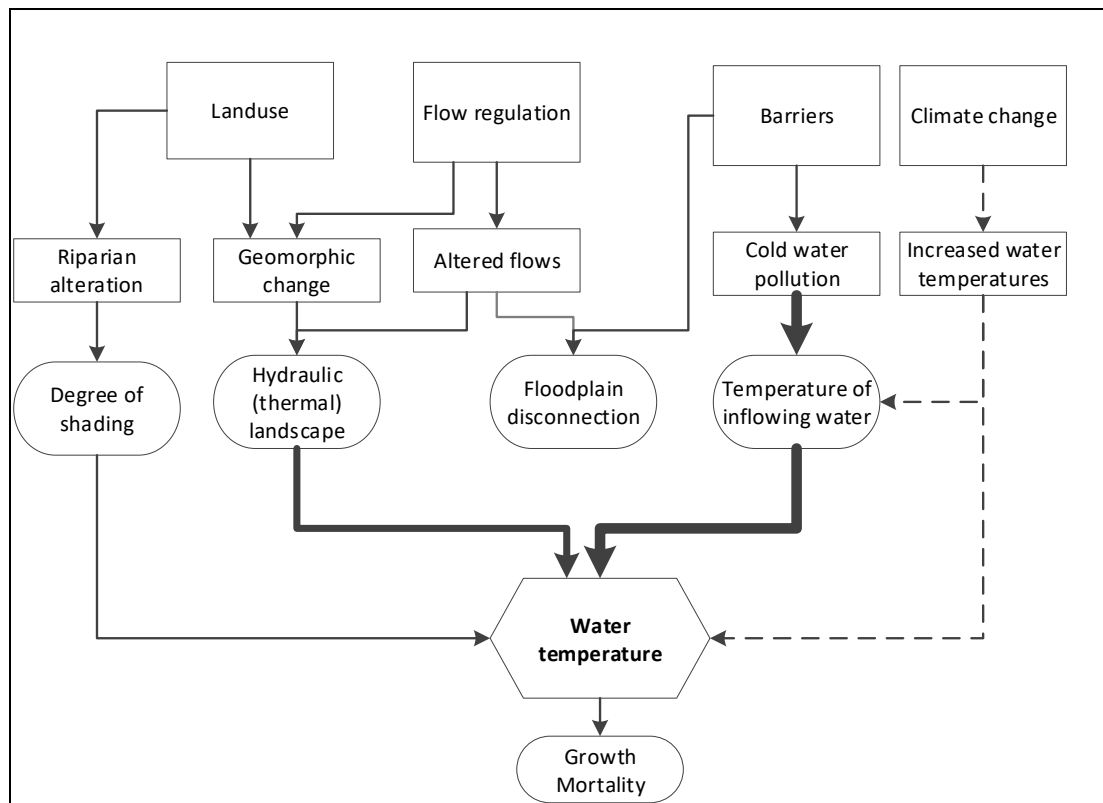 Landuse
Flow regulation
Barriers
Climate change
Riparian
alteration
Geomorphic
change
Altered flows
Cold water
pollution
Increased water
temperatures
Degree of
shading
Hydraulic
(thermal)
landscape
Floodplain
disconnection
Temperature of
inflowing water
Water
temperature
Growth
Mortality